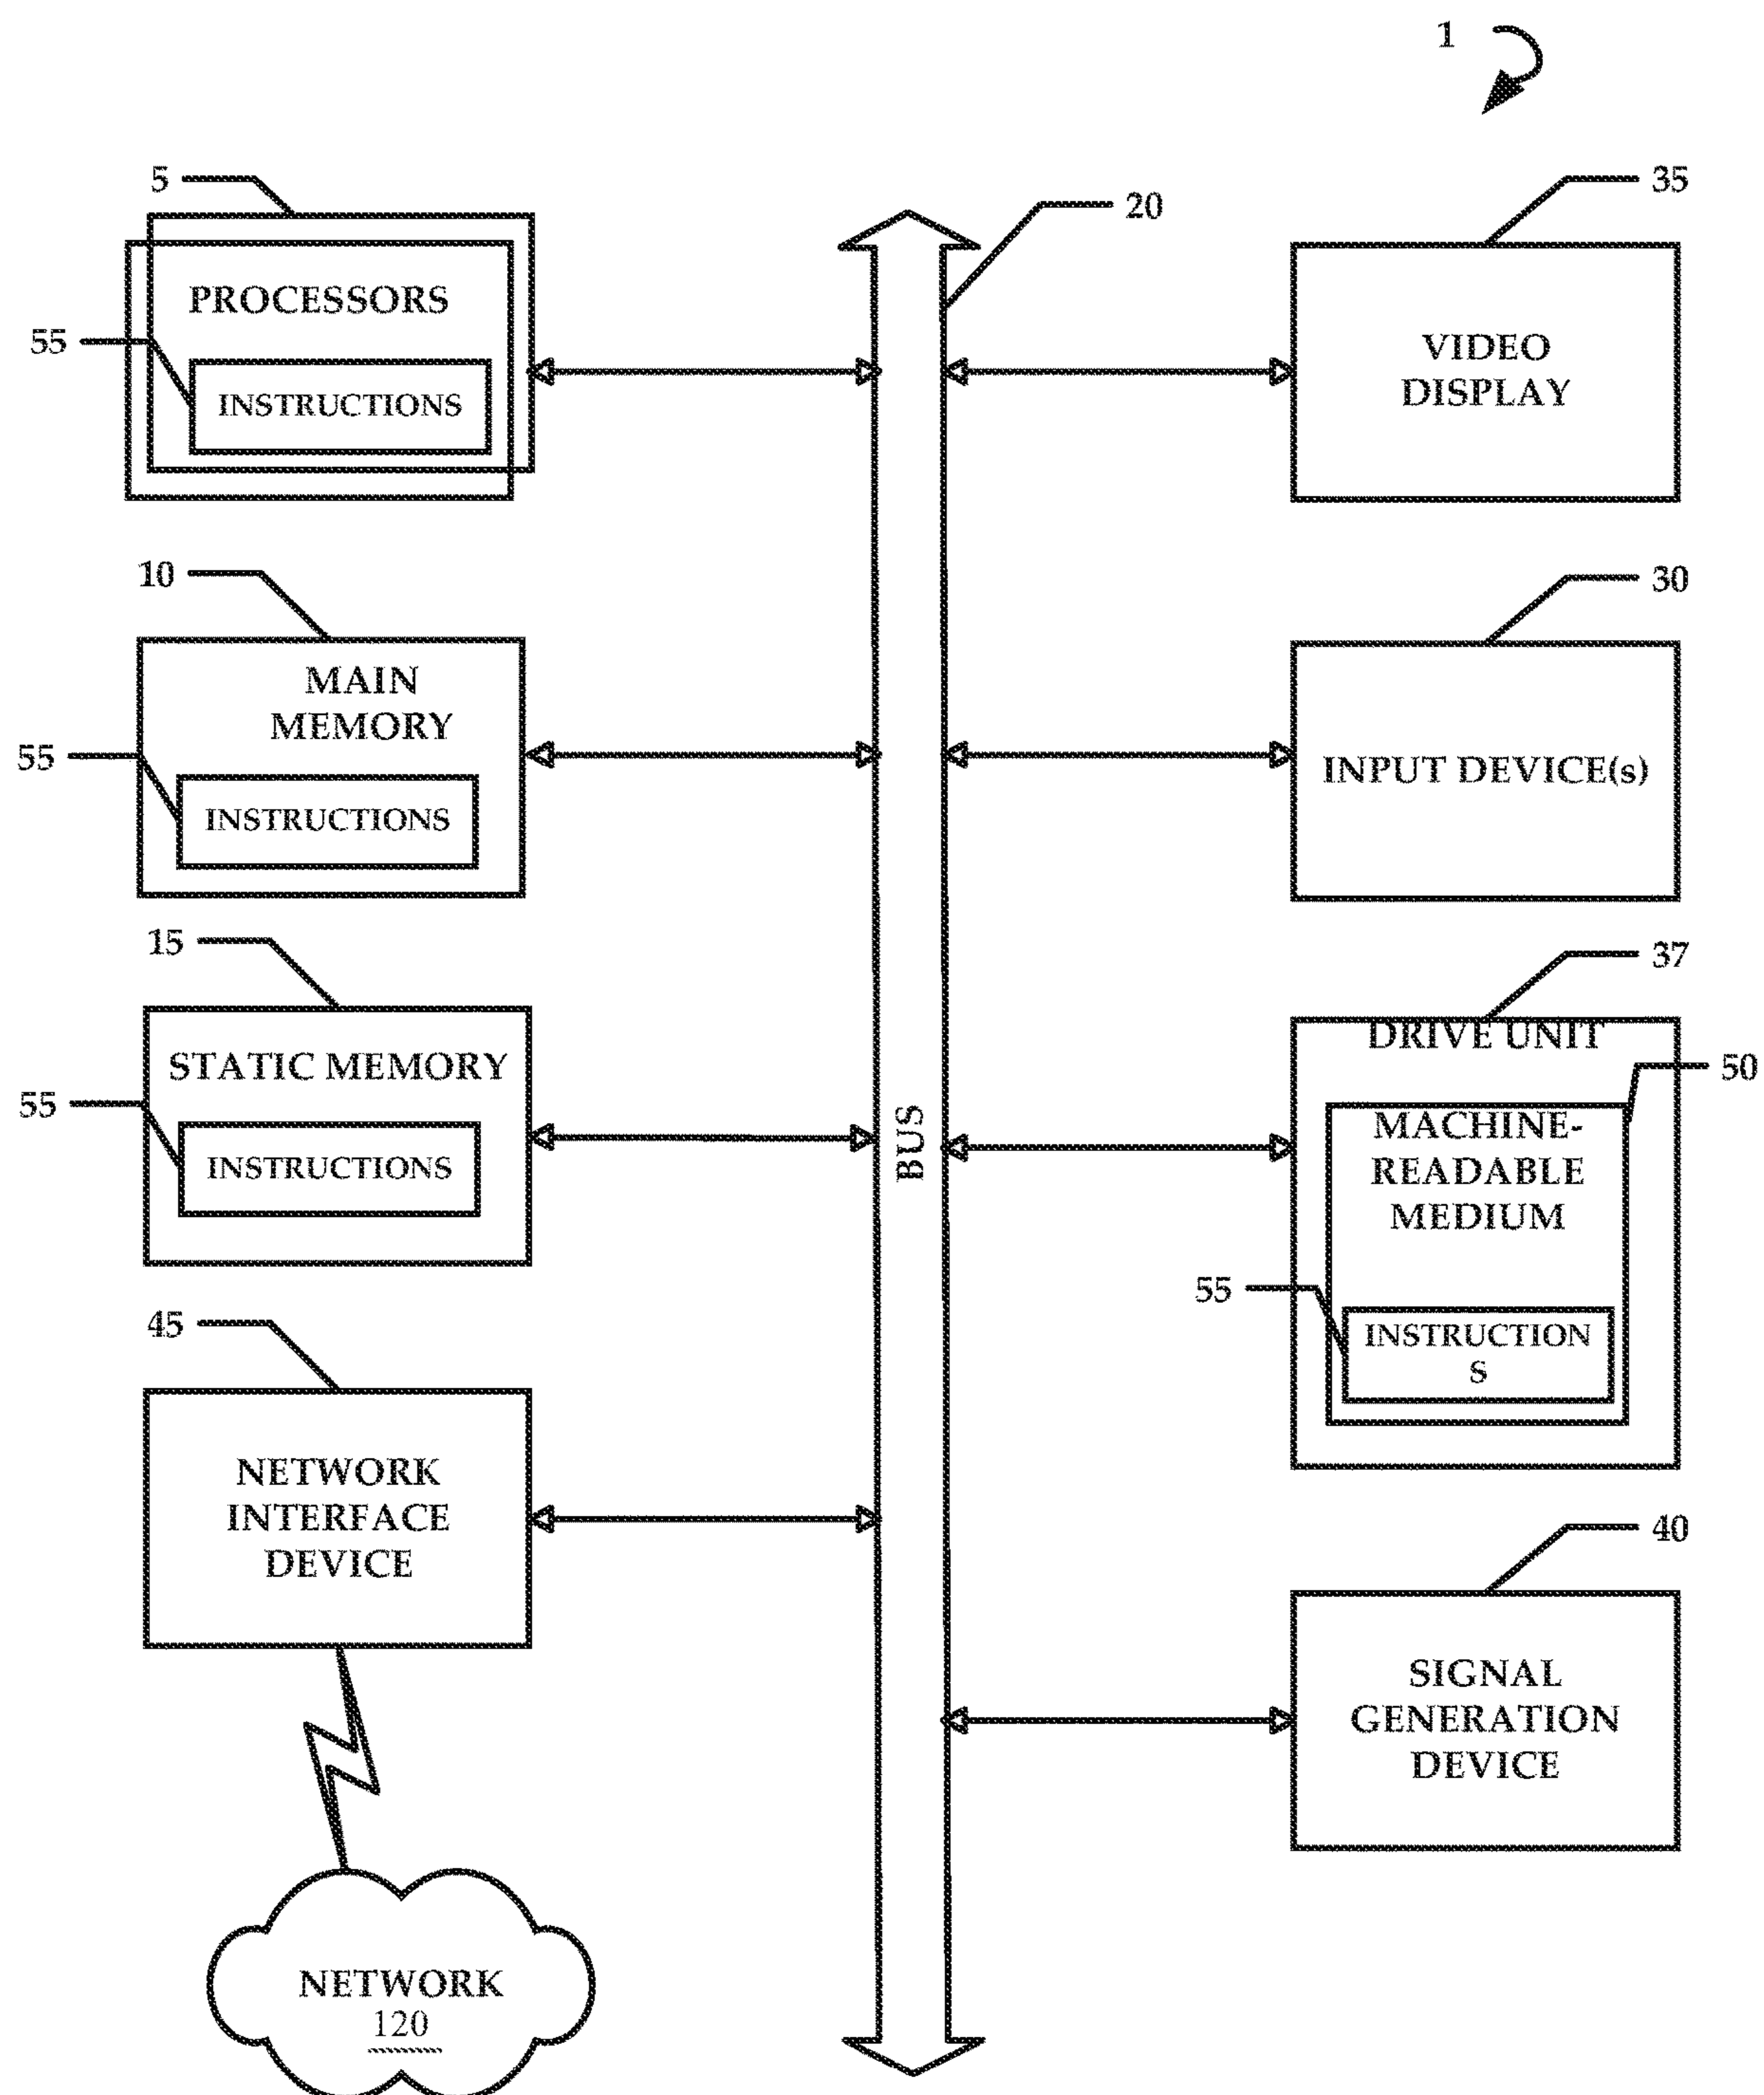 1
5
PROCESSORS
55
INSTRUCTIONS
20
35
VIDEO
DISPLAY
10
MAIN
MEMORY
55
INSTRUCTIONS
30
INPUT DEVICE(s)
15
STATIC MEMORY
55
INSTRUCTIONS
BUS
37
DRIVE UNIT
50
MACHINE-
READABLE
MEDIUM
55
INSTRUCTION
S
45
NETWORK
INTERFACE
DEVICE
40
SIGNAL
GENERATION
DEVICE
NETWORK
120